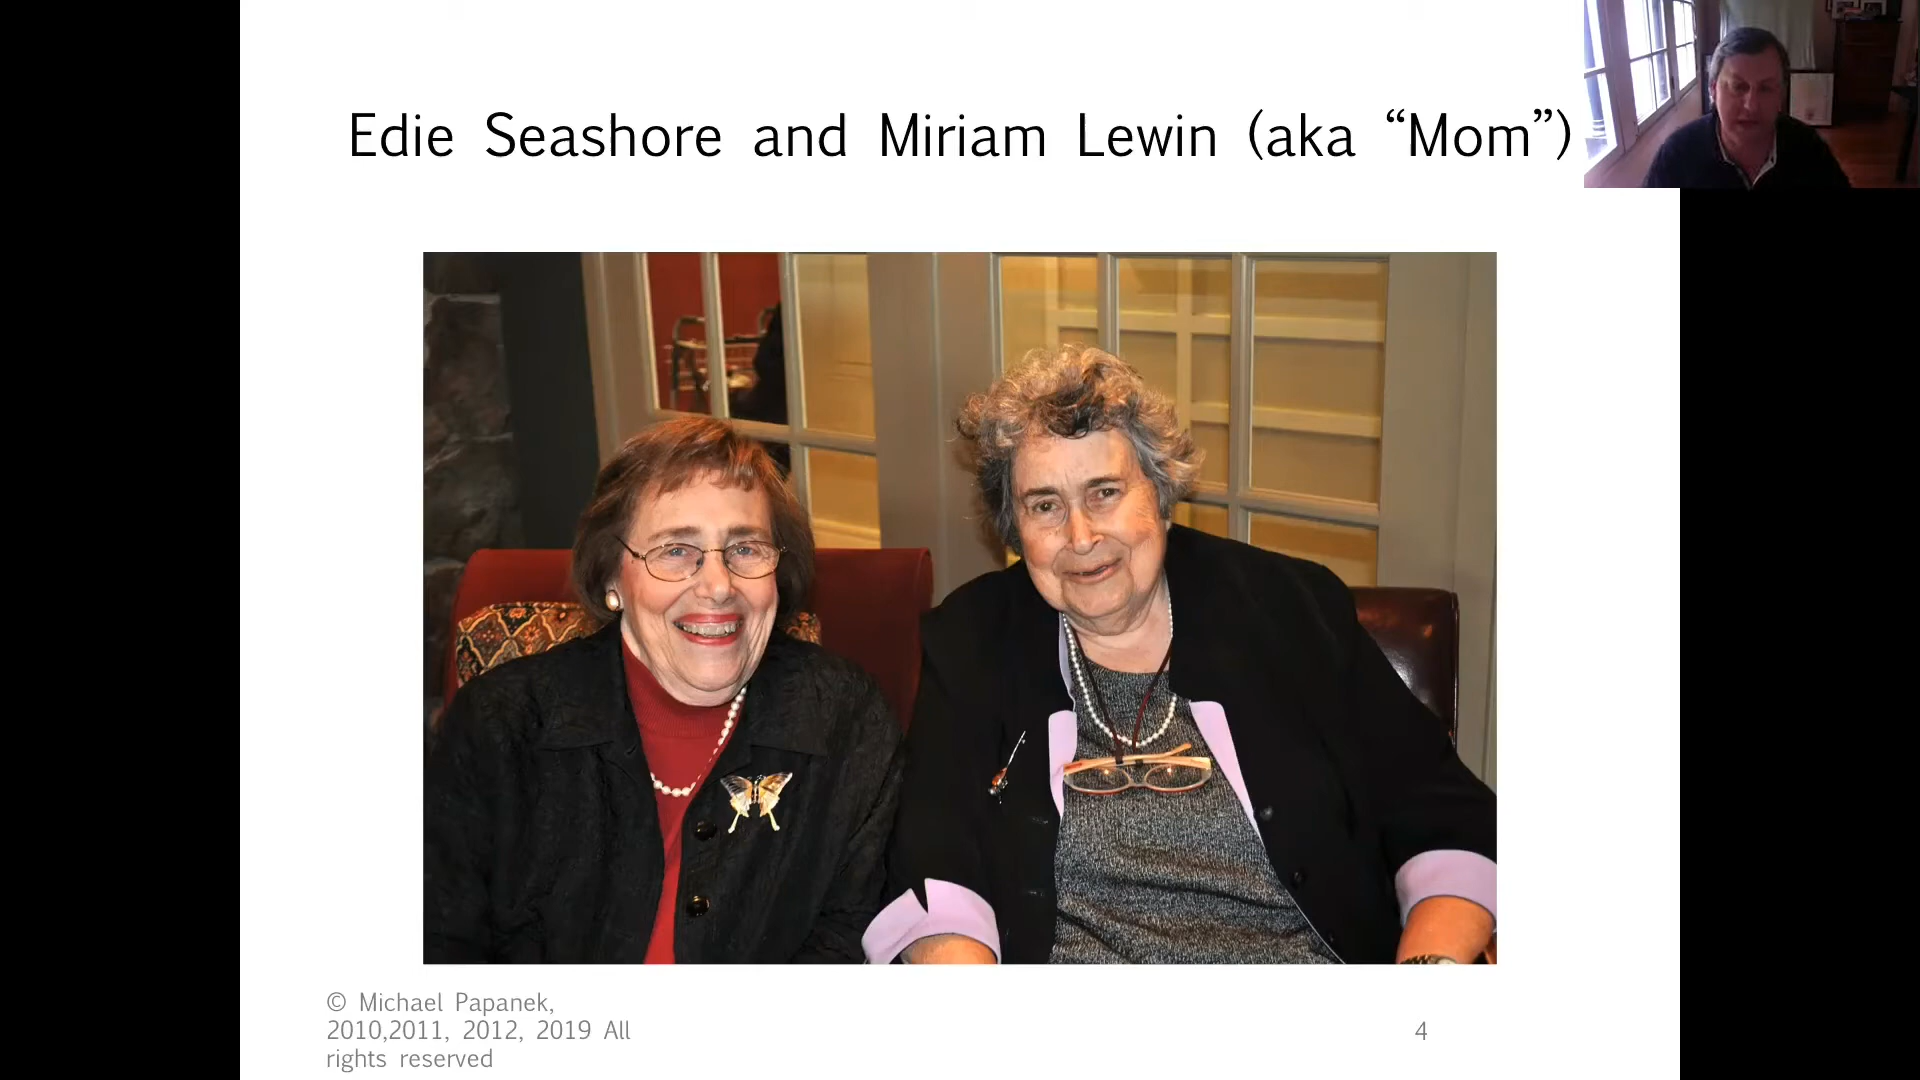 Edie Seashore and Miriam Lewin (aka “Mom”)
© Michael Papanek,
2010,2011, 2012, 2019 All
rights reserved
4